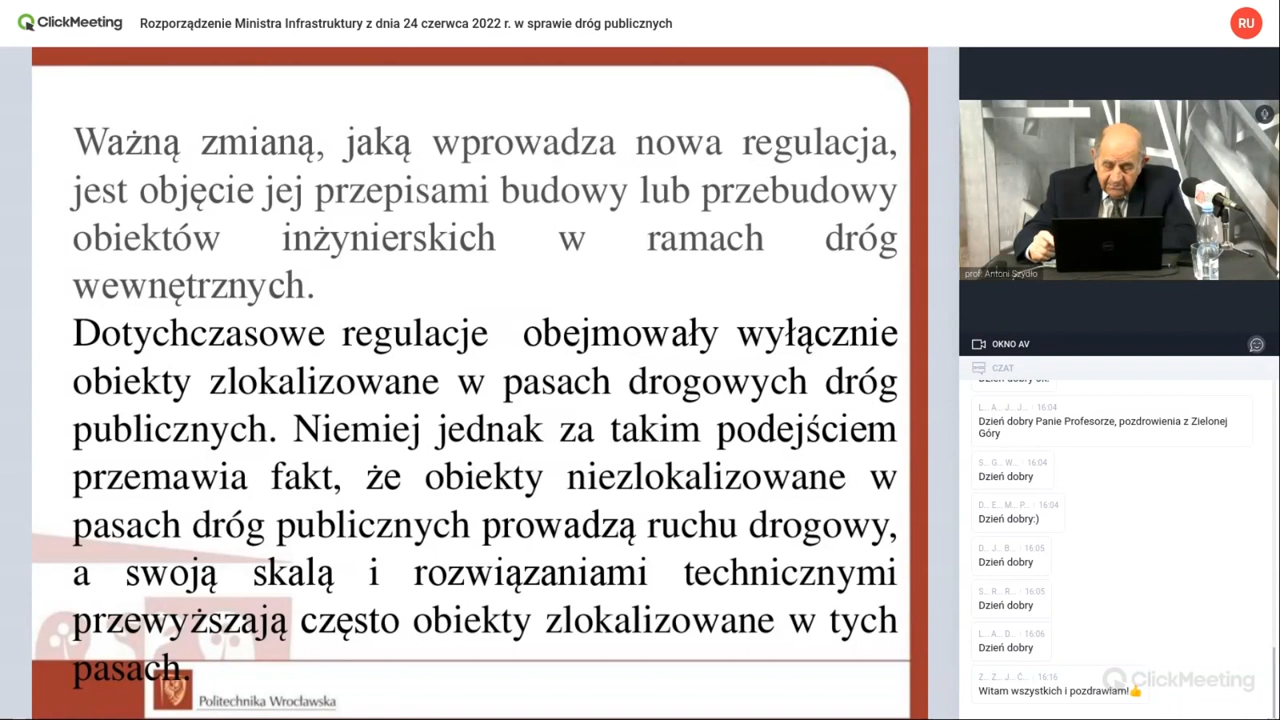 ClickMeeting
Rozporządzenie Ministra Infrastruktury z dnia 24 czerwca 2022 r. w sprawie dróg publicznych
RU
Ważną zmianą, jaką wprowadza nowa regulacja,
jest objęcie jej przepisami budowy lub przebudowy
obiektów inżynierskich w ramach dróg
wewnętrznych.
Dotychczasowe regulacje obejmowały wyłącznie
obiekty zlokalizowane w pasach drogowych dróg
publicznych. Niemiej jednak za takim podejściem
przemawia fakt, że obiekty niezlokalizowane w
pasach dróg publicznych prowadzą ruchu drogowy,
a swoją skalą i rozwiązaniami technicznymi
przewyższają często obiekty zlokalizowane w tych
pasach.
Politechnika Wrocławska
prof. Antoni Szydło
OKNO AV
CZAT
L... A... J... J... 16:04
Dzień dobry Panie Profesorze, pozdrowienia z Zielonej
Góry
S... G... W... 16:04
Dzień dobry
D... E... M... P... 16:04
Dzień dobry:)
D... J... B... 16:05
Dzień dobry
S... R... R... 16:05
Dzień dobry
L... A... D... 16:06
Dzień dobry
Z... Z... J... Ć... 16:16
Witam wszystkich i pozdrawiam!👍
ClickMeeting